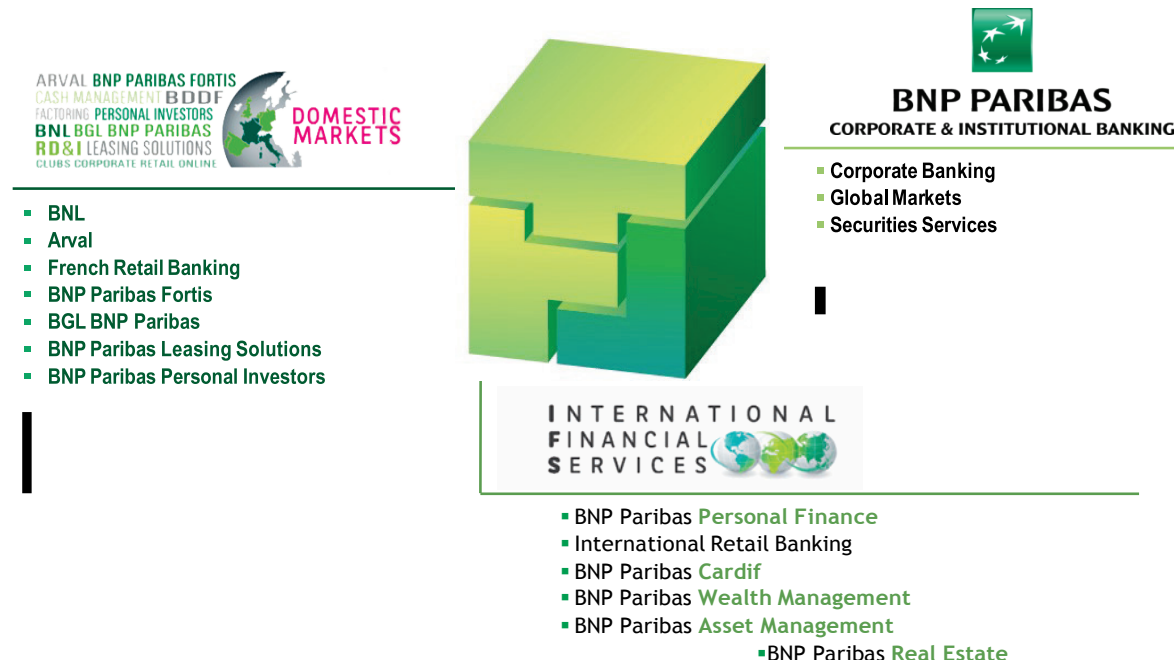 ARVAL BNP PARIBAS FORTIS
CASH MANAGEMENT BDDF
FACTORING PERSONAL INVESTORS
BNL BGL BNP PARIBAS
RD&I LEASING SOLUTIONS
CLUBS CORPORATE RETAIL ONLINE
DOMESTIC
MARKETS
BNL
Arval
French Retail Banking
BNP Paribas Fortis
BGL BNP Paribas
BNP Paribas Leasing Solutions
BNP Paribas Personal Investors
BNP PARIBAS
CORPORATE & INSTITUTIONAL BANKING
Corporate Banking
Global Markets
Securities Services
INTERNATIONAL
FINANCIAL
SERVICES
BNP Paribas Personal Finance
International Retail Banking
BNP Paribas Cardif
BNP Paribas Wealth Management
BNP Paribas Asset Management
BNP Paribas Real Estate